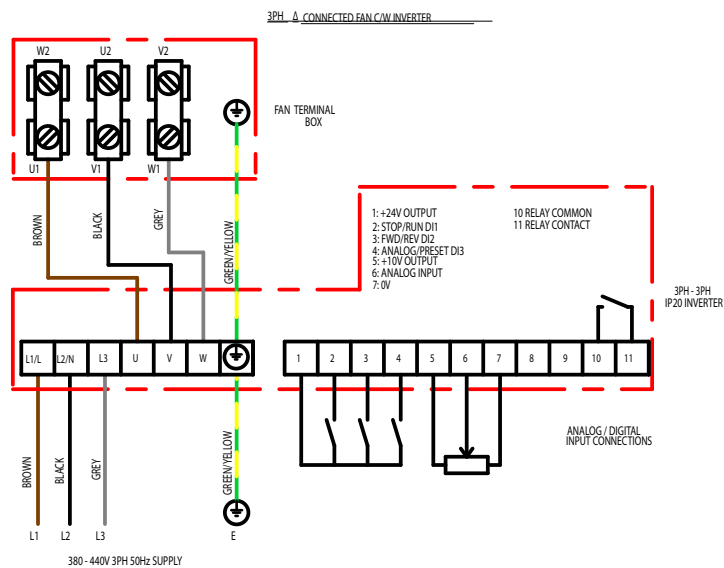 3PH Δ CONNECTED FAN C/W INVERTER
W2 U2 V2
FAN TERMINAL
BOX
U1 V1 W1
BROWN
BLACK
GREY
GREEN/YELLOW
1: +24V OUTPUT
2: STOP/RUN DI1
3: FWD/REV DI2
4: ANALOG/PRESET DI3
5: +10V OUTPUT
6: ANALOG INPUT
7: 0V
10 RELAY COMMON
11 RELAY CONTACT
3PH - 3PH
IP20 INVERTER
L1/L L2/N L3 U V W
1 2 3 4 5 6 7 8 9 10 11
BROWN
BLACK
GREY
GREEN/YELLOW
ANALOG / DIGITAL
INPUT CONNECTIONS
L1 L2 L3 E
380 - 440V 3PH 50Hz SUPPLY